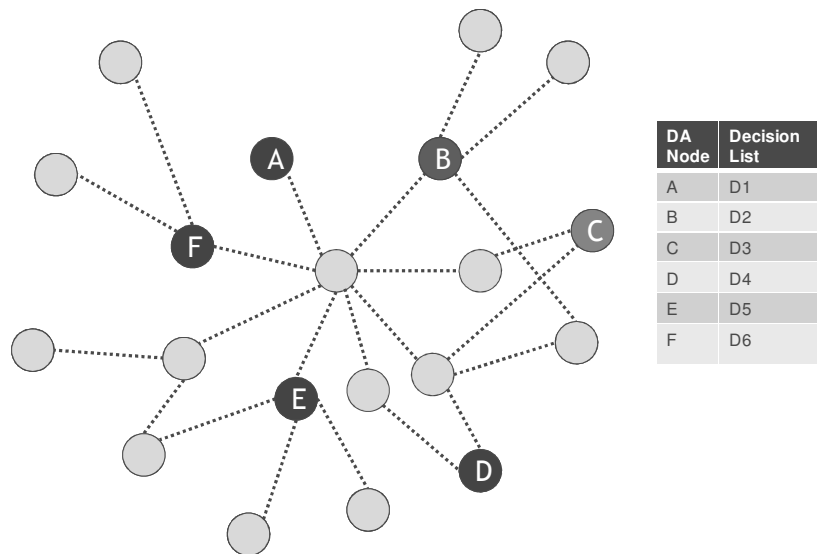 A
B
C
F
E
D
DA Node
Decision List
A D1
B D2
C D3
D D4
E D5
F D6